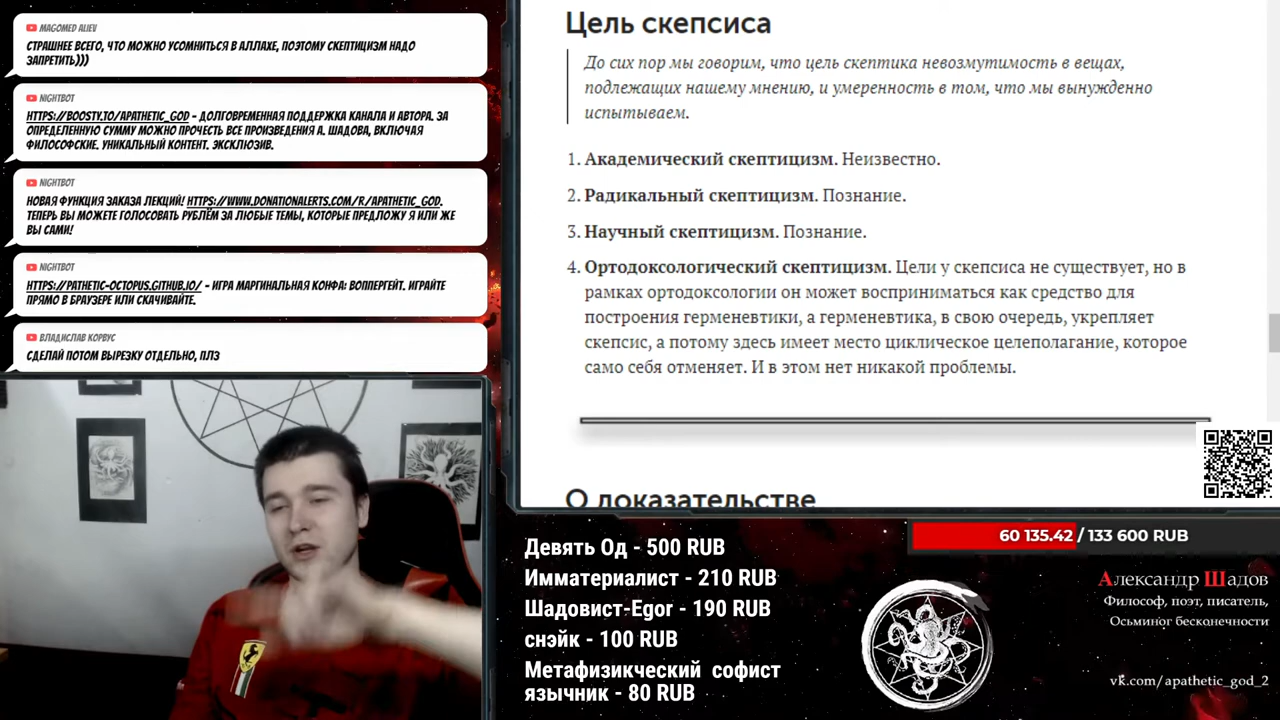 MAGOMED ALIEV
СТРАШНЕЕ ВСЕГО, ЧТО МОЖНО УСОМНИТЬСЯ В АЛЛАХЕ, ПОЭТОМУ СКЕПТИЦИЗМ НАДО
ЗАПРЕТИТЬ)))
NIGHTBOT
HTTPS://BOOSTY.TO/APATHETIC_GOD - ДОЛГОВРЕМЕННАЯ ПОДДЕРЖКА КАНАЛА И АВТОРА. ЗА
ОПРЕДЕЛЕННУЮ СУММУ МОЖНО ПРОЧЕСТЬ ВСЕ ПРОИЗВЕДЕНИЯ А. ШАДОВА, ВКЛЮЧАЯ
ФИЛОСОФСКИЕ. УНИКАЛЬНЫЙ КОНТЕНТ. ЭКСКЛЮЗИВ.
NIGHTBOT
НОВАЯ ФУНКЦИЯ ЗАКАЗА ЛЕКЦИЙ! HTTPS://WWW.DONATIONALERTS.COM/R/APATHETIC_GOD.
ТЕПЕРЬ ВЫ МОЖЕТЕ ГОЛОСОВАТЬ РУБЛЁМ ЗА ЛЮБЫЕ ТЕМЫ, КОТОРЫЕ ПРЕДЛОЖУ Я ИЛИ ЖЕ
ВЫ САМИ!
NIGHTBOT
HTTPS://PATHETIC-OCTOPUS.GITHUB.IO/ - ИГРА МАРГИНАЛЬНАЯ КОНФА: ВОППЕРГЕЙТ. ИГРАЙТЕ
ПРЯМО В БРАУЗЕРЕ ИЛИ СКАЧИВАЙТЕ.
ВЛАДИСЛАВ КОРВУС
СДЕЛАЙ ПОТОМ ВЫРЕЗКУ ОТДЕЛЬНО, ПЛЗ
Цель скепсиса
До сих пор мы говорим, что цель скептика невозмутимость в вещах,
подлежащих нашему мнению, и умеренность в том, что мы вынужденно
испытываем.
1. Академический скептицизм. Неизвестно.
2. Радикальный скептицизм. Познание.
3. Научный скептицизм. Познание.
4. Ортодоксологический скептицизм. Цели у скепсиса не существует, но в
рамках ортодоксологии он может восприниматься как средство для
построения герменевтики, а герменевтика, в свою очередь, укрепляет
скепсис, а потому здесь имеет место циклическое целеполагание, которое
само себя отменяет. И в этом нет никакой проблемы.
О доказательстве
Девять Од - 500 RUB
Имматериалист - 210 RUB
Шадовист-Egor - 190 RUB
снэйк - 100 RUB
Метафизикческий софист
язычник - 80 RUB
60 135.42 / 133 600 RUB
Александр Шадов
Философ, поэт, писатель,
Осьминог бесконечности
vk.com/apathetic_god_2